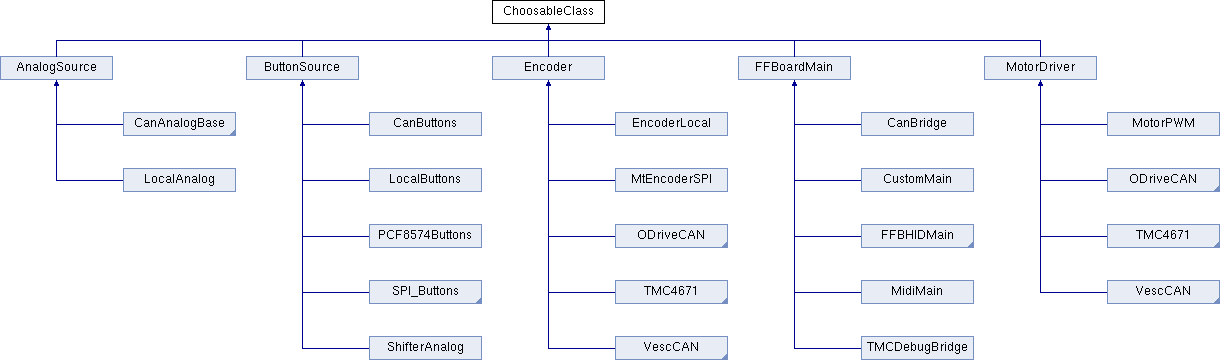 ChoosableClass
AnalogSource ButtonSource Encoder FFBoardMain MotorDriver
CanAnalogBase CanButtons EncoderLocal CanBridge MotorPWM
LocalAnalog LocalButtons MtEncoderSPI CustomMain ODriveCAN
PCF8574Buttons ODriveCAN FFBHIDMain TMC4671
SPI_Buttons TMC4671 MidiMain VescCAN
ShifterAnalog VescCAN TMCDebugBridge